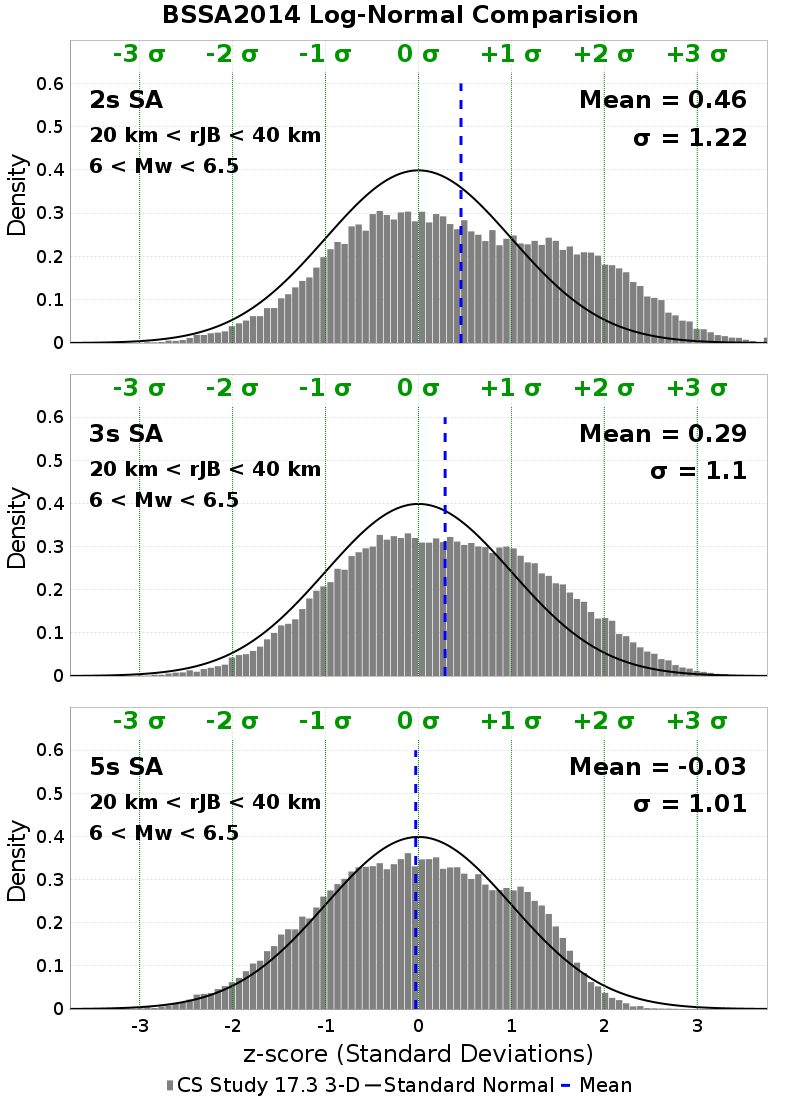 BSSA2014 Log-Normal Comparision
-3 σ -2 σ -1 σ 0 σ +1 σ +2 σ +3 σ
2s SA
Mean = 0.46
20 km < rJB < 40 km
σ = 1.22
6 < Mw < 6.5
Density
0.6
0.5
0.4
0.3
0.2
0.1
0
-3 σ -2 σ -1 σ 0 σ +1 σ +2 σ +3 σ
3s SA
Mean = 0.29
20 km < rJB < 40 km
σ = 1.1
6 < Mw < 6.5
Density
0.6
0.5
0.4
0.3
0.2
0.1
0
-3 σ -2 σ -1 σ 0 σ +1 σ +2 σ +3 σ
5s SA
Mean = -0.03
20 km < rJB < 40 km
σ = 1.01
6 < Mw < 6.5
Density
0.6
0.5
0.4
0.3
0.2
0.1
0
-3 -2 -1 0 1 2 3
z-score (Standard Deviations)
CS Study 17.3 3-D Standard Normal Mean